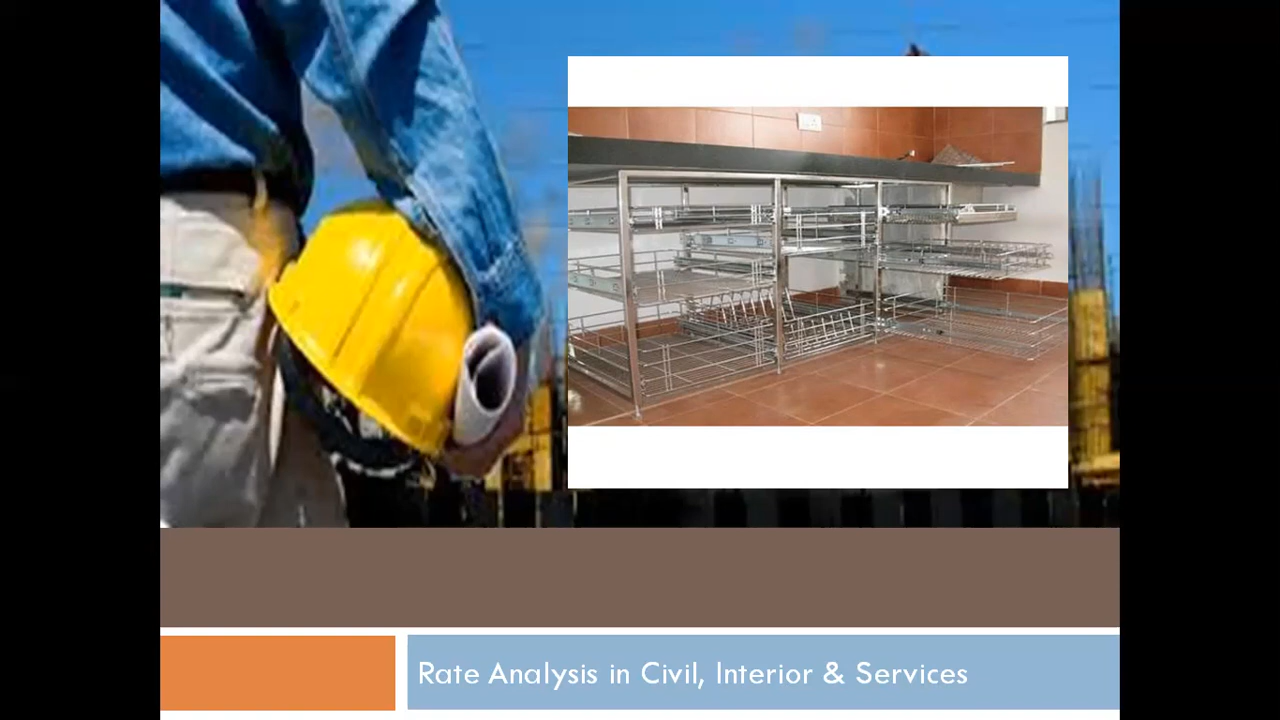 Rate Analysis in Civil, Interior & Services